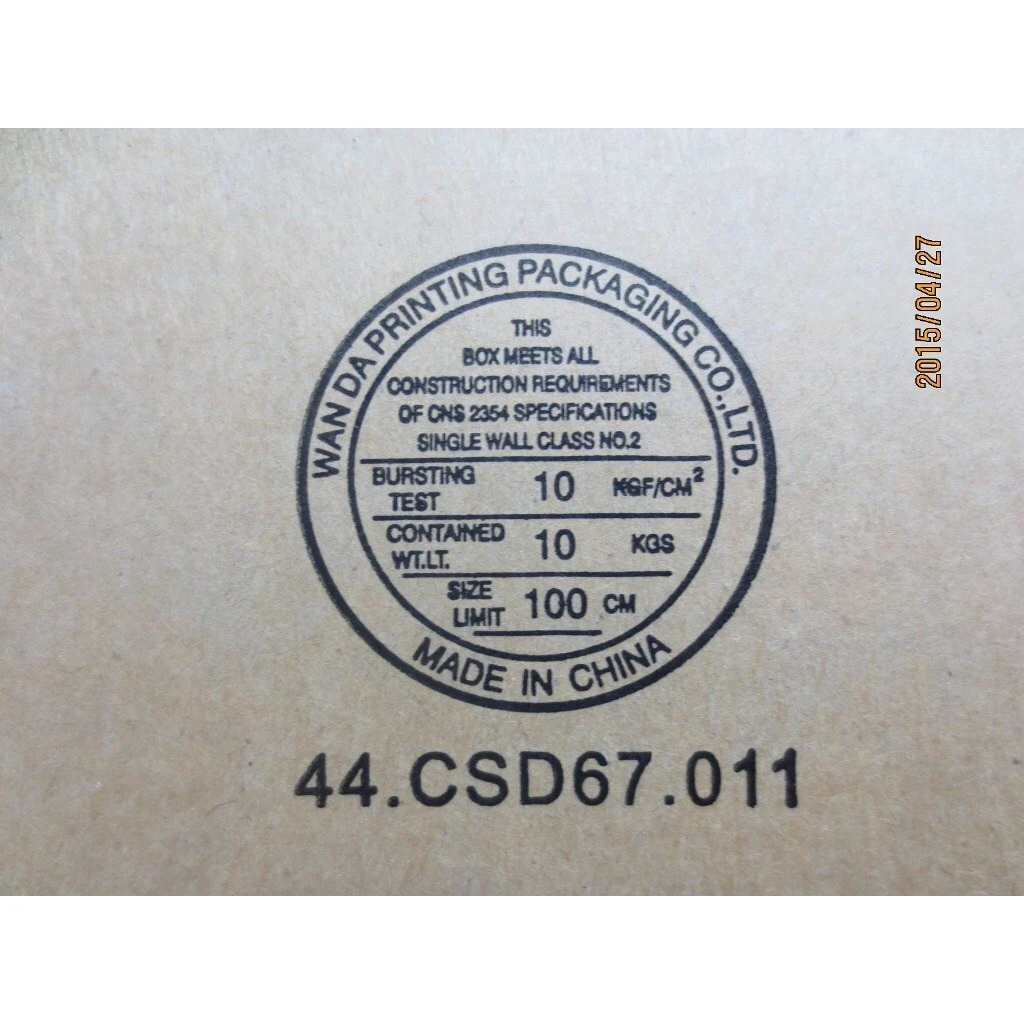 WAN DA PRINTING PACKAGING CO.,LTD.
THIS
BOX MEETS ALL
CONSTRUCTION REQUIREMENTS
OF CNS 2354 SPECIFICATIONS
SINGLE WALL CLASS NO.2
BURSTING TEST 10 KGF/CM²
CONTAINED WT.LT. 10 KGS
SIZE LIMIT 100 CM
MADE IN CHINA
44.CSD67.011
2015/04/27